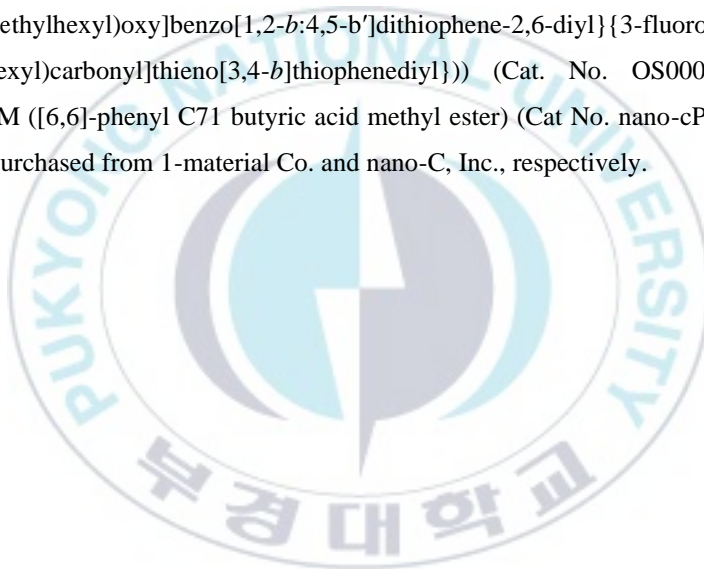 ethylhexyl)oxy]benzo[1,2-b:4,5-b′]dithiophene-2,6-diyl}{3-fluoro
exyl)carbonyl]thieno[3,4-b]thiophenediyl})) (Cat. No. OS000
M ([6,6]-phenyl C71 butyric acid methyl ester) (Cat No. nano-cP
urchased from 1-material Co. and nano-C, Inc., respectively.
PUKYONG NATIONAL UNIVERSITY
부경대학교